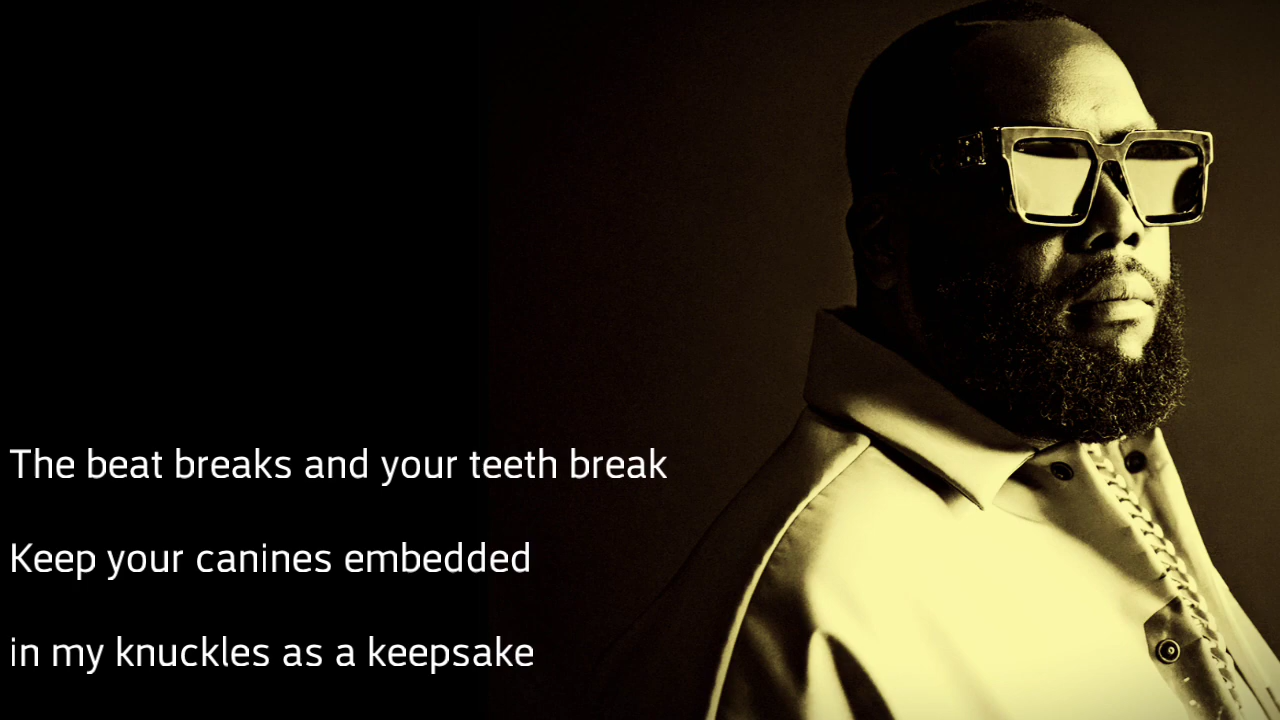 The beat breaks and your teeth break
Keep your canines embedded
in my knuckles as a keepsake